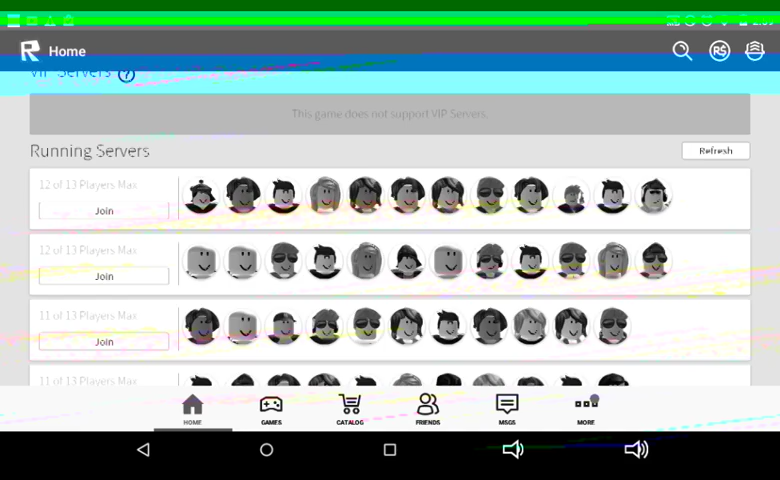 Home
VIP Servers ?
This game does not support VIP Servers.
Running Servers
Refresh
12 of 13 Players Max
Join
12 of 13 Players Max
Join
11 of 13 Players Max
Join
11 of 13 Players Max
HOME GAMES CATALOG FRIENDS MSGS MORE